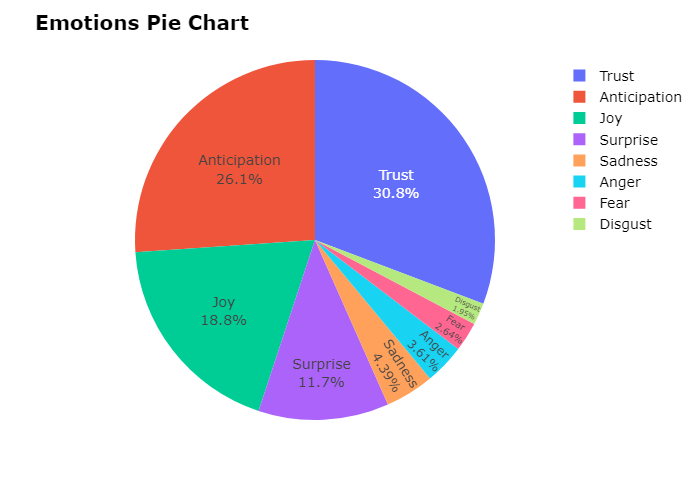 Emotions Pie Chart
Trust
30.8%
Anticipation
26.1%
Joy
18.8%
Surprise
11.7%
Sadness
4.39%
Anger
3.61%
Fear
2.64%
Disgust
1.95%
Trust
Anticipation
Joy
Surprise
Sadness
Anger
Fear
Disgust